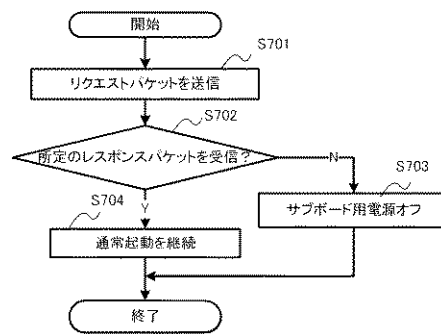 開始
S701
リクエストパケットを送信
S702
所定のレスポンスパケットを受信?
N
S703
サブボード用電源オフ
S704
Y
通常起動を継続
終了